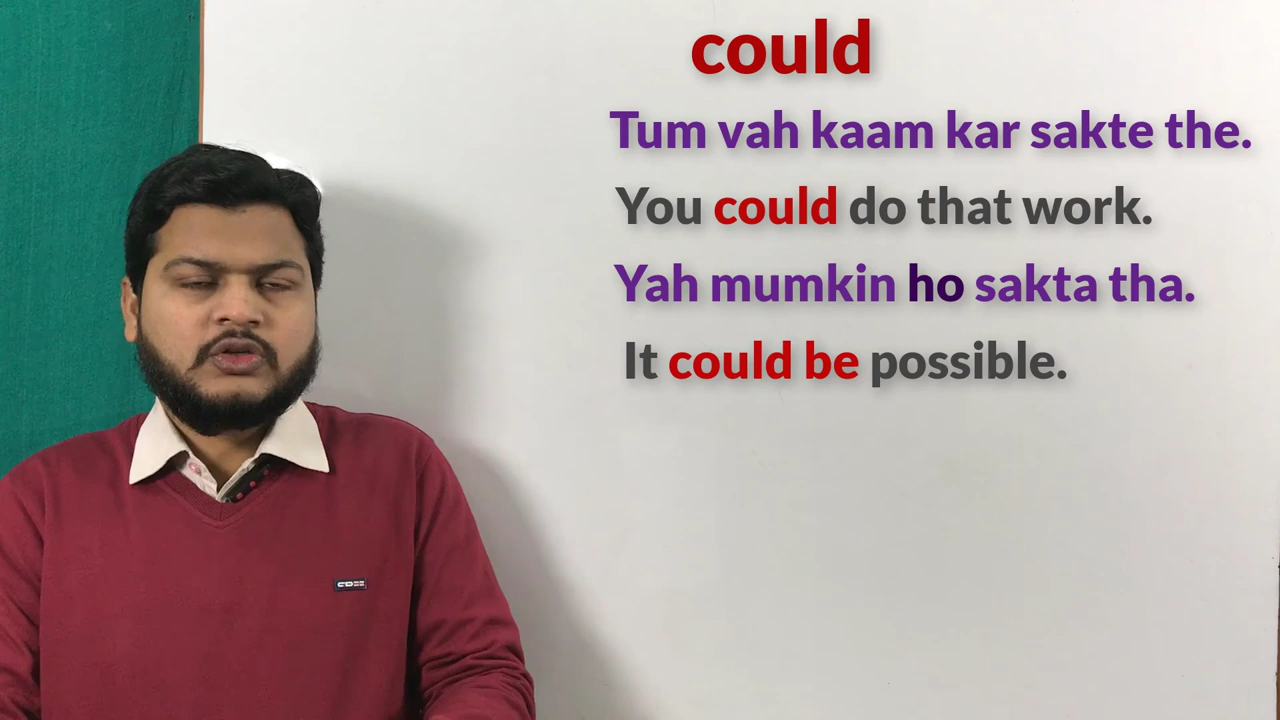 could
Tum vah kaam kar sakte the.
You could do that work.
Yah mumkin ho sakta tha.
It could be possible.